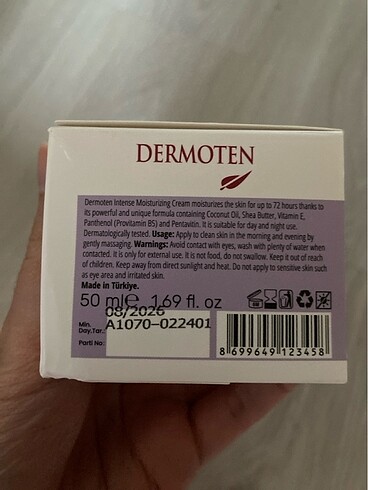 DERMOTEN
Dermoten Intense Moisturizing Cream moisturizes the skin for up to 72 hours thanks to
its powerful and unique formula containing Coconut Oil, Shea Butter, Vitamin E,
Panthenol (Provitamin B5) and Pentavitin. It is suitable for day and night use.
Dermatologically tested. Usage: Apply to clean skin in the morning and evening by
gently massaging. Warnings: Avoid contact with eyes, wash with plenty of water when
contacted. It is only for external use. It is not food, do not swallow. Keep it out of reach
of children. Keep away from direct sunlight and heat. Do not apply to sensitive skin such
as eye area and irritated skin.
Made in Türkiye.
50 ml e 1.69 fl. oz
08/2026
Min.
Day.Tar.:
A1070-022401
Parti No:
8 699649 123458